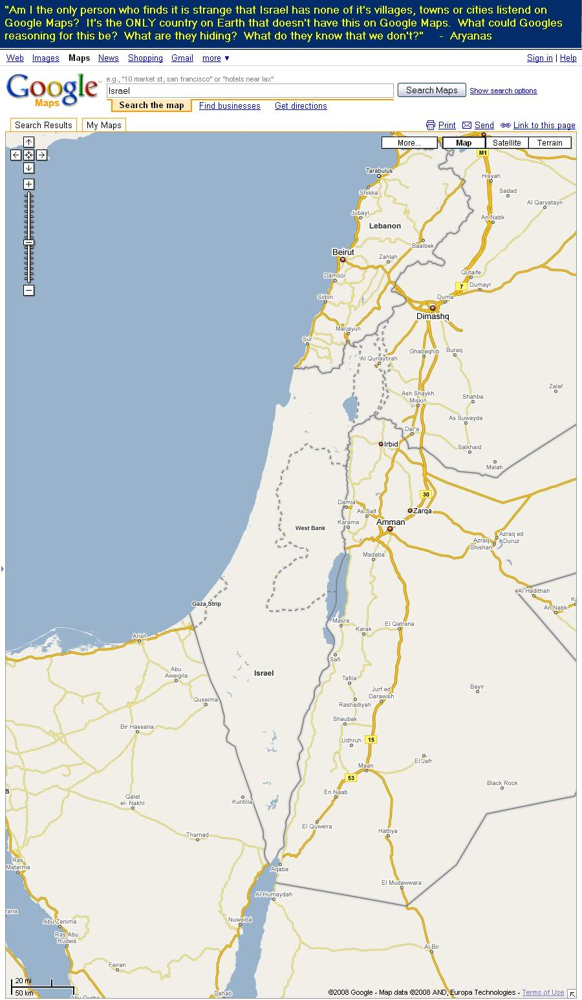 "Am I the only person who finds it is strange that Israel has none of it's villages, towns or cities listend on
Google Maps?  It's the ONLY country on Earth that doesn't have this on Google Maps.  What could Googles
reasoning for this be?  What are they hiding?  What do they know that we don't?"    -  Aryanas
Web Images Maps News Shopping Gmail more ▼ Sign in | Help
Google Maps
e.g., "10 market st, san francisco" or "hotels near lax"
Israel Search Maps Show search options
Search the map Find businesses Get directions
Search Results My Maps Print Send Link to this page
More... Map Satellite Terrain
M1
Tarabulus
Hisyah
Shikka
Sadad
Al Qaryatayn
Jubayl
An Nabk
Lebanon
Baalbek
Beirut
Zahlah
Dâmoûr
Qutaife
7
Dumayr
Sidon
Duma
Dimashq
Marjayun
Sur
Ghabaqhib
Buraq
Al Qunaytirah
Zalaf
Ash Shaykh
Miskin
Shahba
As Suwayda
Dar'a
Irbid
Salkhaid
Malah
30
Damia
As Salt
Zarqa
Karama
Amman
West Bank
Azraq ed
Duruz
Azraq
Shishan
Madaba
Al Hadithah
Gaza Strip
An Nabk
Ka
Masra
El Qatrana
Karak
Arish
Safi
Abu
Aweigila
Israel
Tafila
Bayir
Jurf ed
Darawish
Quseima
Rashadiyah
Shaubak
Bir Hassana
Udhruh
15
El Jafr
Maan
53
Black Rock
En Naab
s
Qalet
el- Nakhl
Kuntilla
El Quweira
Hattiya
Thamad
Ras
Matarma
Aqaba
El Mudawwara
Al Humaydah
rana
Abu Zenima
Nuweibâ
Ras Abu
Rudeis
Al Bir
Feiran
20 mi
50 km
Abu Durba
Dahab
©2008 Google - Map data ©2008 AND, Europa Technologies - Terms of Use